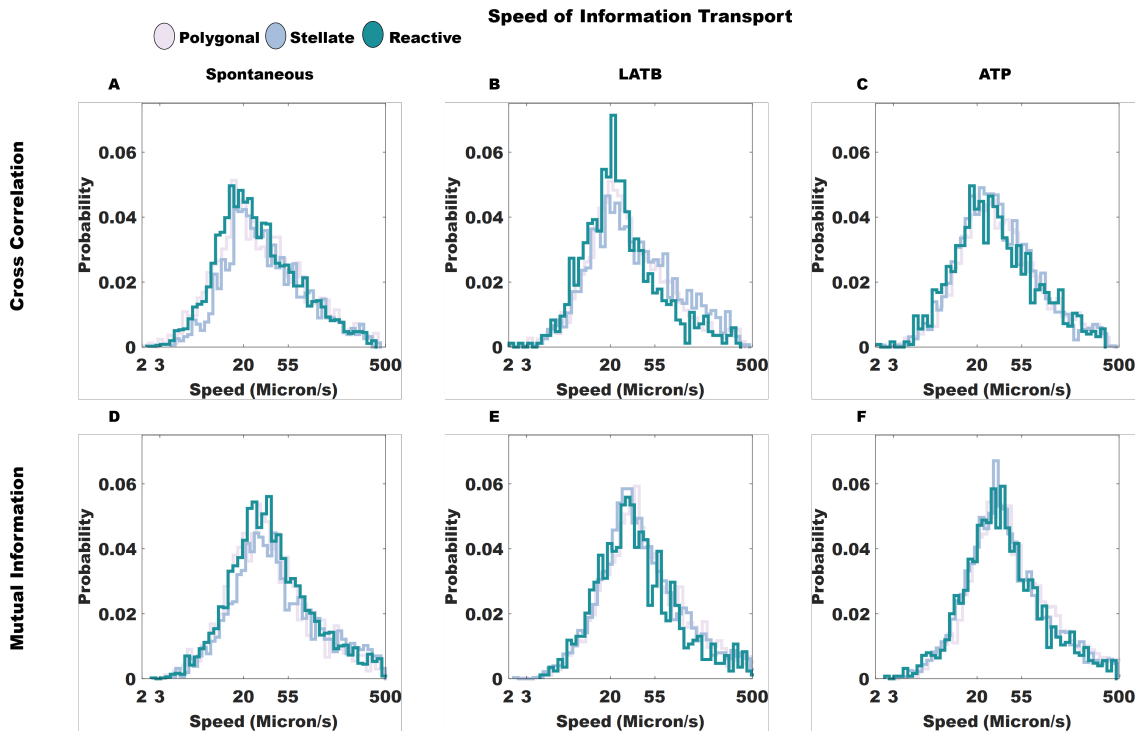 Speed of Information Transport
Polygonal Stellate Reactive
Spontaneous LATB ATP
A B C
Cross Correlation
Probability
0.06
0.04
0.02
0
2 3 20 55 500
Speed (Micron/s)
Probability
0.06
0.04
0.02
0
2 3 20 55 500
Speed (Micron/s)
Probability
0.06
0.04
0.02
0
2 3 20 55 500
Speed (Micron/s)
D E F
Mutual Information
Probability
0.06
0.04
0.02
0
2 3 20 55 500
Speed (Micron/s)
Probability
0.06
0.04
0.02
0
2 3 20 55 500
Speed (Micron/s)
Probability
0.06
0.04
0.02
0
2 3 20 55 500
Speed (Micron/s)